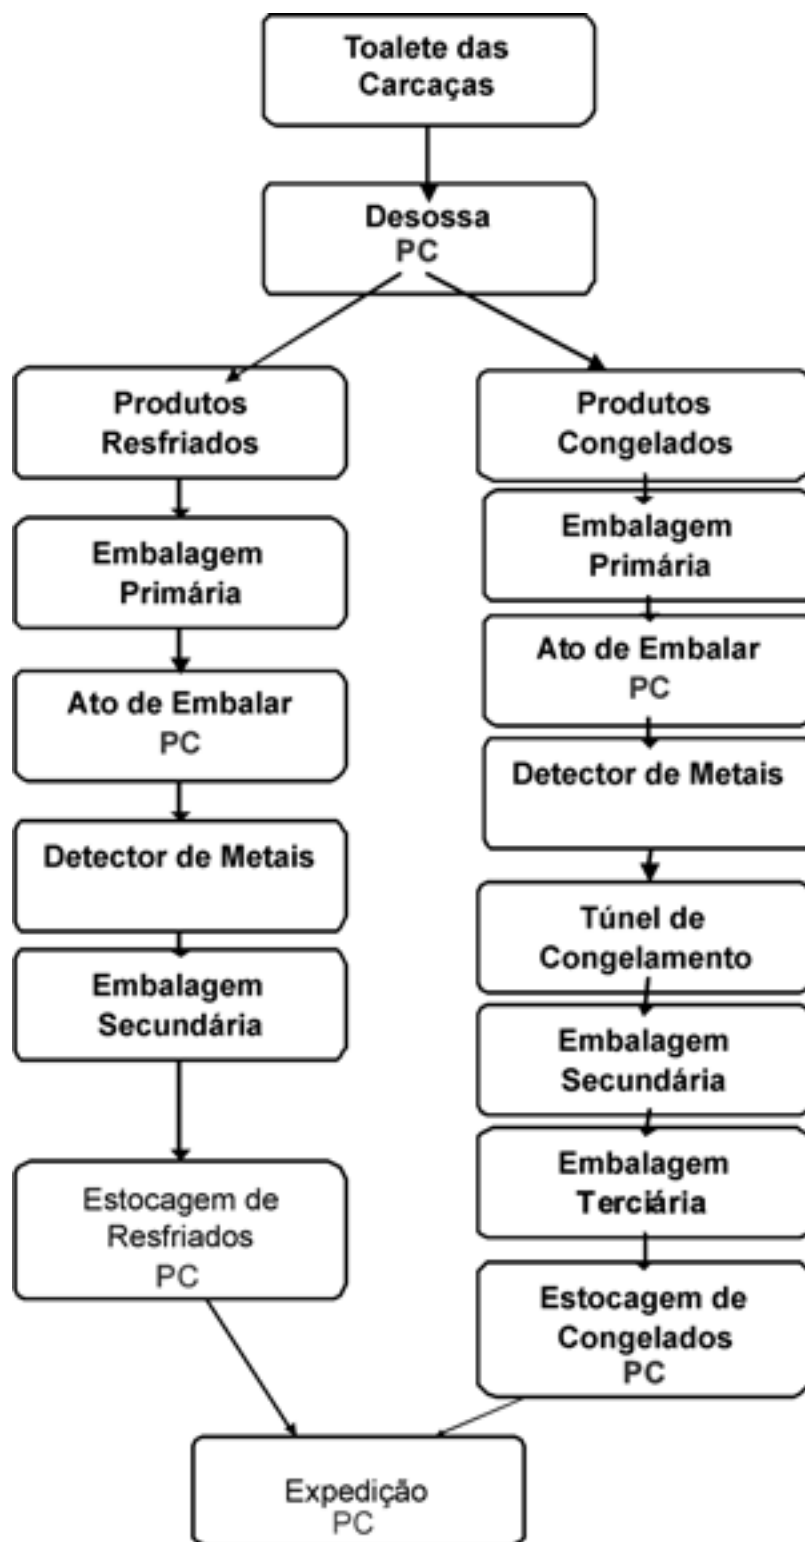 Toalete das
Carcaças
Desossa
PC
Produtos
Resfriados
Embalagem
Primária
Ato de Embalar
PC
Detector de Metais
Embalagem
Secundária
Estocagem de
Resfriados
PC
Produtos
Congelados
Embalagem
Primária
Ato de Embalar
PC
Detector de Metais
Túnel de
Congelamento
Embalagem
Secundária
Embalagem
Terciária
Estocagem de
Congelados
PC
Expedição
PC